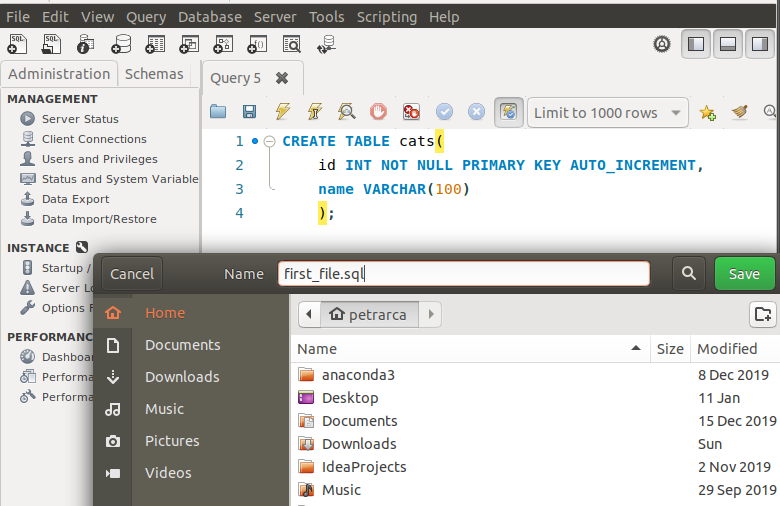 File Edit View Query Database Server Tools Scripting Help
Administration Schemas
Query 5
MANAGEMENT
Server Status
Client Connections
Users and Privileges
Status and System Variable
Data Export
Data Import/Restore
INSTANCE
Startup /
Server Lo
Options F
PERFORMANC
Dashboa
Performa
Performa
Limit to 1000 rows
1 CREATE TABLE cats(
2 id INT NOT NULL PRIMARY KEY AUTO_INCREMENT,
3 name VARCHAR(100)
4 );
Cancel Name first_file.sql Save
Home
Documents
Downloads
Music
Pictures
Videos
petrarca
Name Size Modified
anaconda3 8 Dec 2019
Desktop 11 Jan
Documents 15 Dec 2019
Downloads Sun
IdeaProjects 2 Nov 2019
Music 29 Sep 2019